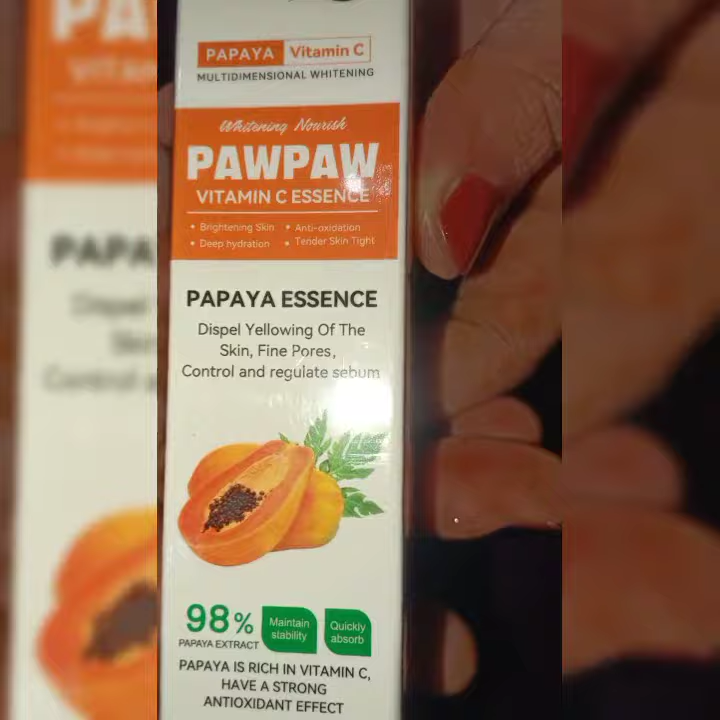 PAPAYA Vitamin C
MULTIDIMENSIONAL WHITENING
Whitening Nourish
PAWPAW
VITAMIN C ESSENCE
• Brightening Skin • Anti-oxidation
• Deep hydration • Tender Skin Tight
PAPAYA ESSENCE
Dispel Yellowing Of The
Skin, Fine Pores,
Control and regulate sebum
98%
PAPAYA EXTRACT
Maintain
stability
Quickly
absorb
PAPAYA IS RICH IN VITAMIN C,
HAVE A STRONG
ANTIOXIDANT EFFECT